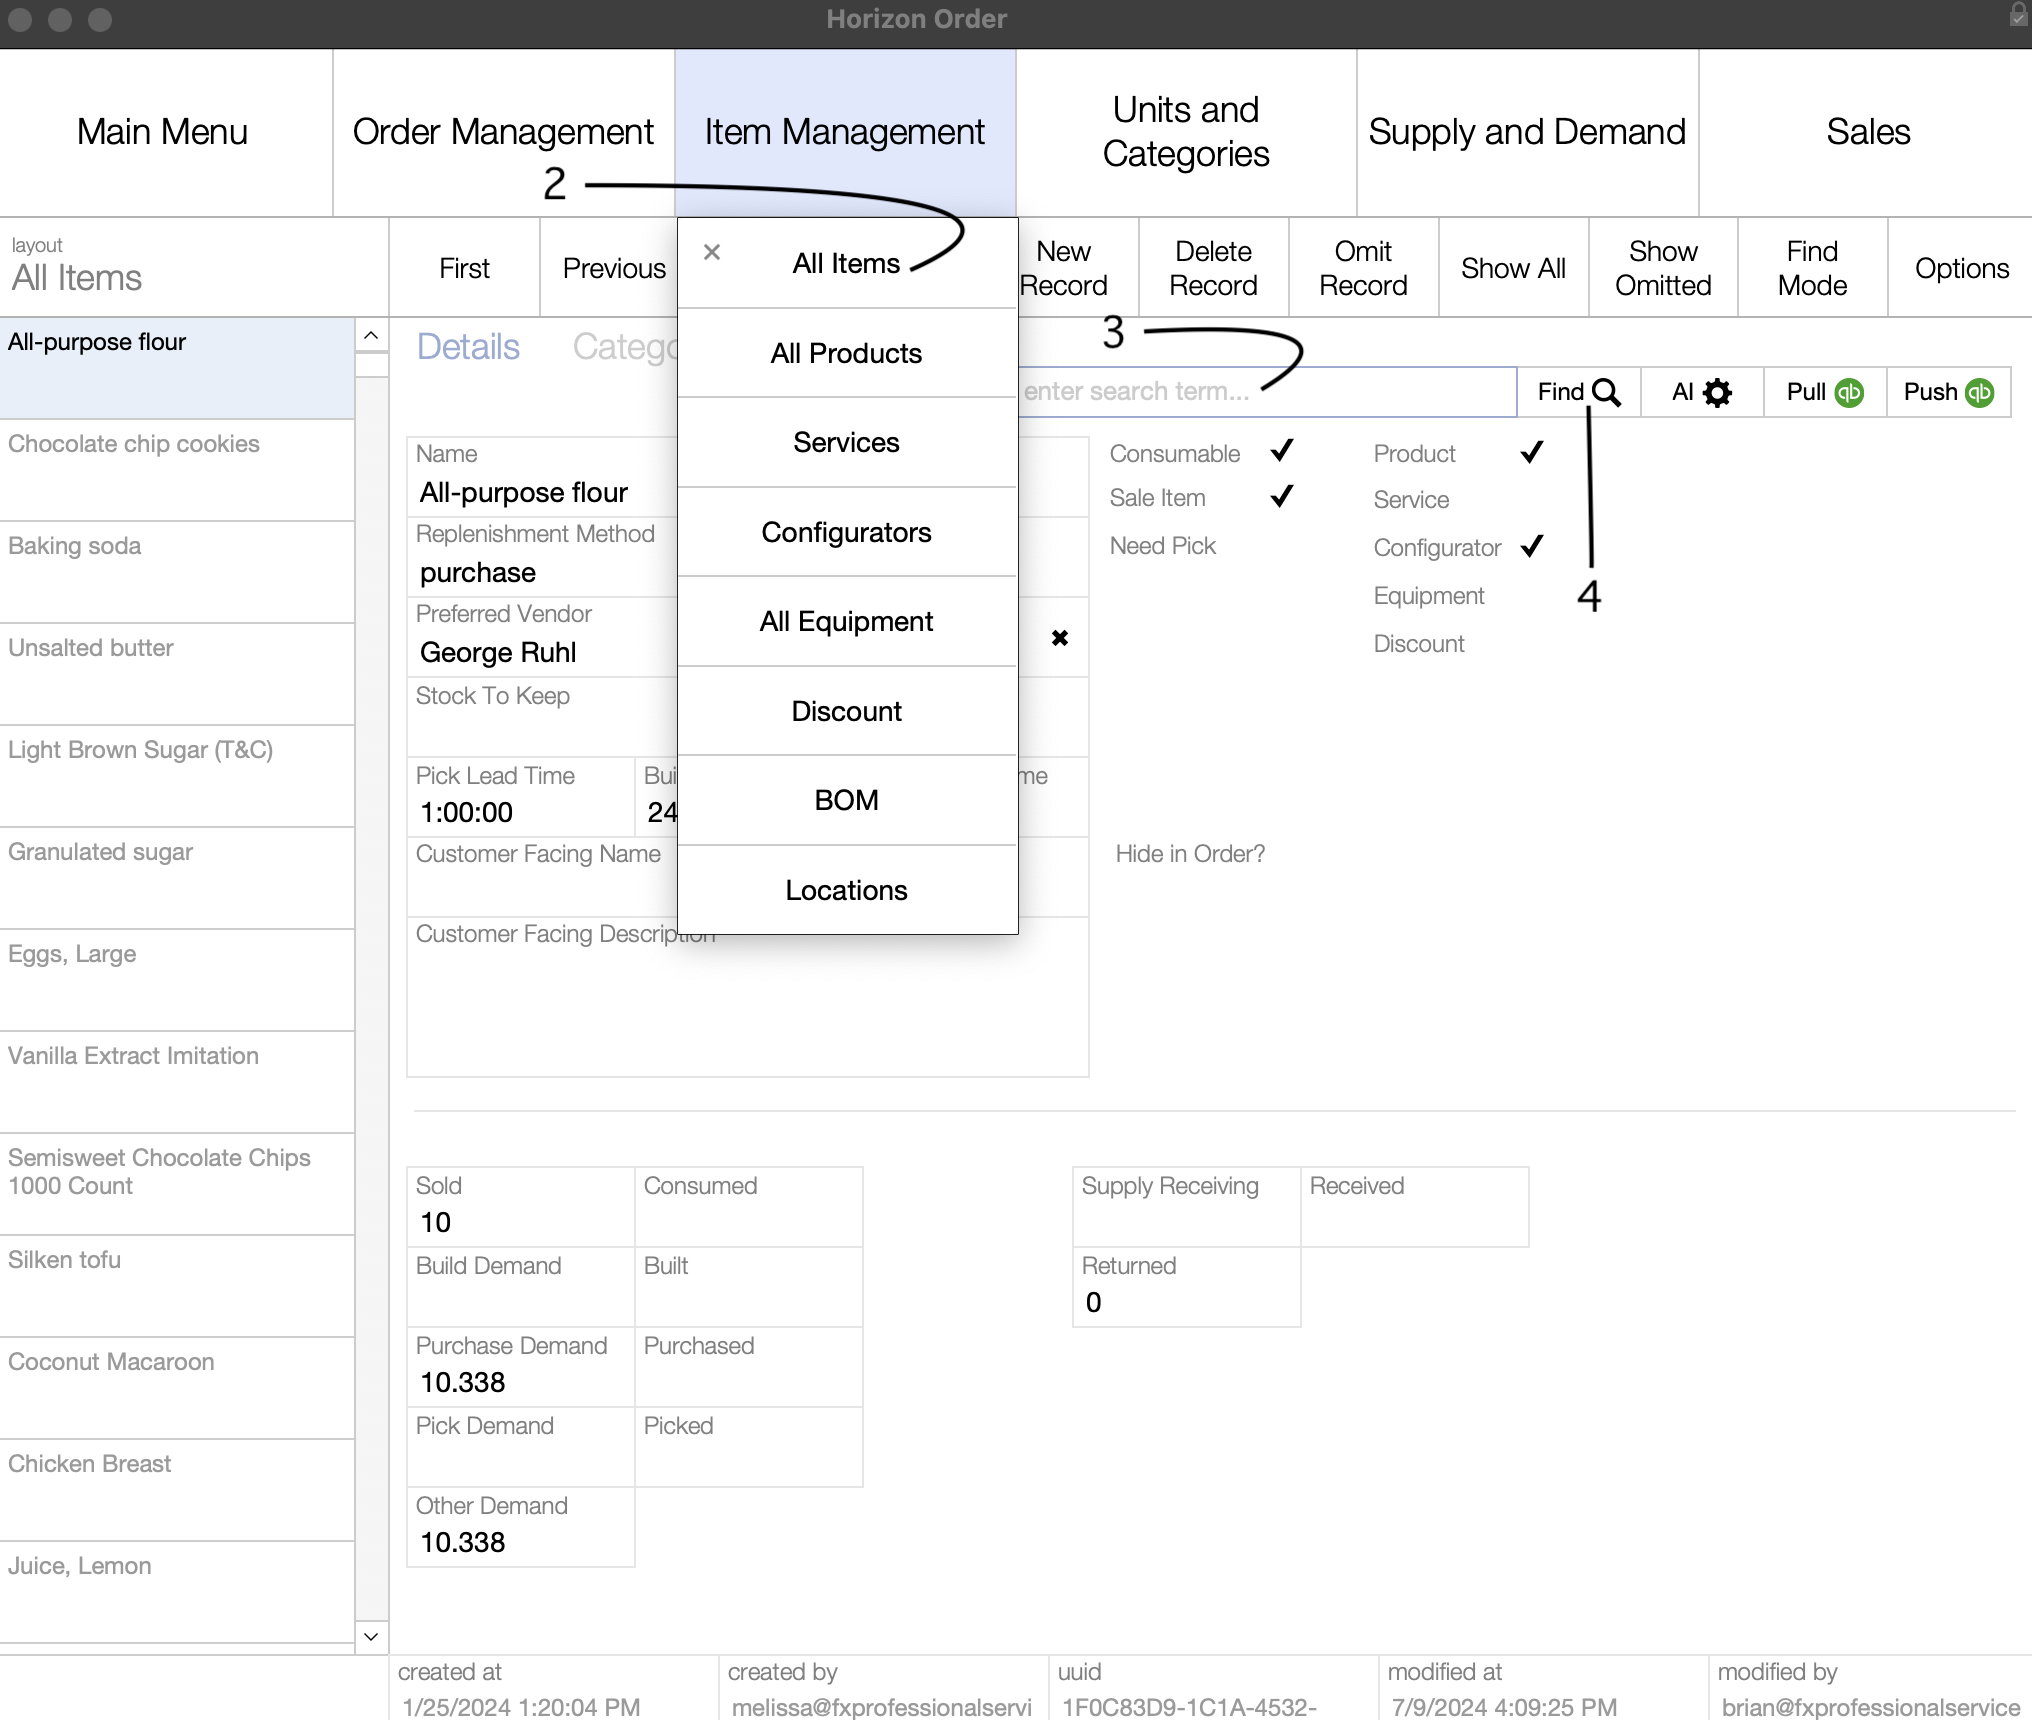 Horizon Order
Main Menu
Order Management
Item Management
Units and
Categories
Supply and Demand
Sales
2
layout
All Items
First
Previous
All Items
New
Record
Delete
Record
Omit
Record
Show All
Show
Omitted
Find
Mode
Options
All Products
Services
Configurators
All Equipment
Discount
BOM
Locations
3
All-purpose flour
Chocolate chip cookies
Baking soda
Unsalted butter
Light Brown Sugar (T&C)
Granulated sugar
Eggs, Large
Vanilla Extract Imitation
Semisweet Chocolate Chips
1000 Count
Silken tofu
Coconut Macaroon
Chicken Breast
Juice, Lemon
Details
Catego
enter search term...
Find
AI
Pull qb
Push qb
4
Name
All-purpose flour
Replenishment Method
purchase
Preferred Vendor
George Ruhl
Stock To Keep
Pick Lead Time
1:00:00
Bui
24
me
Customer Facing Name
Customer Facing Description
Consumable
Sale Item
Need Pick
Product
Service
Configurator
Equipment
Discount
Hide in Order?
Sold
10
Consumed
Build Demand
Built
Purchase Demand
10.338
Purchased
Pick Demand
Picked
Other Demand
10.338
Supply Receiving
Received
Returned
0
created at
1/25/2024 1:20:04 PM
created by
melissa@fxprofessionalservi
uuid
1F0C83D9-1C1A-4532-
modified at
7/9/2024 4:09:25 PM
modified by
brian@fxprofessionalservice